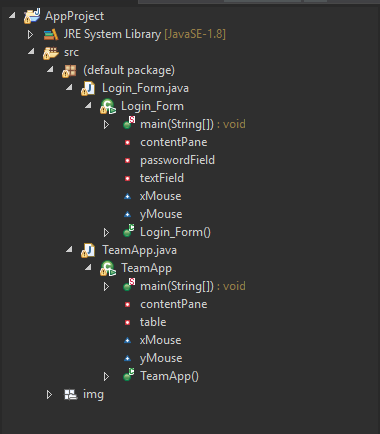 AppProject
JRE System Library [JavaSE-1.8]
src
(default package)
Login_Form.java
Login_Form
main(String[]) : void
contentPane
passwordField
textField
xMouse
yMouse
Login_Form()
TeamApp.java
TeamApp
main(String[]) : void
contentPane
table
xMouse
yMouse
TeamApp()
img